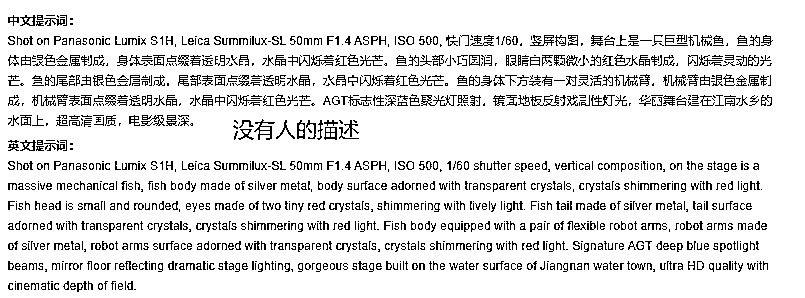 中文提示词：
Shot on Panasonic Lumix S1H, Leica Summilux-SL 50mm F1.4 ASPH, ISO 500, 快门速度1/60，竖屏构图，舞台上是一只巨型机械鱼，鱼的身
体由银色金属制成，身体表面点缀着透明水晶，水晶中闪烁着红色光芒。鱼的头部小巧圆润，眼睛由两颗微小的红色水晶制成，闪烁着灵动的光
芒。鱼的尾部由银色金属制成，尾部表面点缀着透明水晶，水晶中闪烁着红色光芒。鱼的身体下方装有一对灵活的机械臂，机械臂由银色金属制
成，机械臂表面点缀着透明水晶，水晶中闪烁着红色光芒。AGT标志性深蓝色聚光灯照射，镜面地板反射戏剧性灯光，华丽舞台建在江南水乡的
水面上，超高清画质，电影级景深。
没有人的描述
英文提示词：
Shot on Panasonic Lumix S1H, Leica Summilux-SL 50mm F1.4 ASPH, ISO 500, 1/60 shutter speed, vertical composition, on the stage is a
massive mechanical fish, fish body made of silver metal, body surface adorned with transparent crystals, crystals shimmering with red light.
Fish head is small and rounded, eyes made of two tiny red crystals, shimmering with lively light. Fish tail made of silver metal, tail surface
adorned with transparent crystals, crystals shimmering with red light. Fish body equipped with a pair of flexible robot arms, robot arms made
of silver metal, robot arms surface adorned with transparent crystals, crystals shimmering with red light. Signature AGT deep blue spotlight
beams, mirror floor reflecting dramatic stage lighting, gorgeous stage built on the water surface of Jiangnan water town, ultra HD quality with
cinematic depth of field.